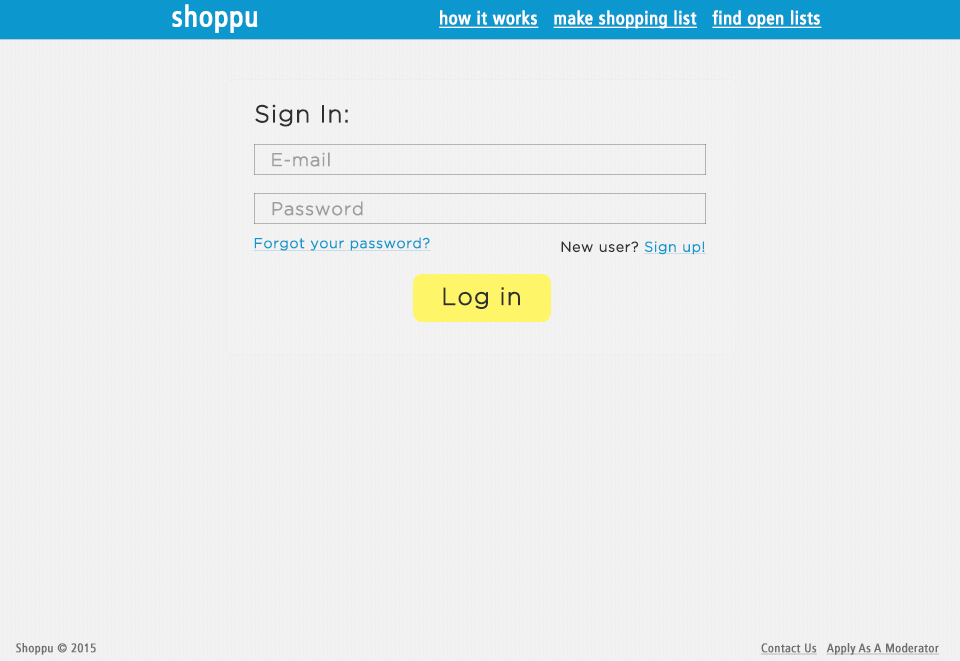 shoppu how it works make shopping list find open lists
Sign In:
E-mail
Password
Forgot your password? New user? Sign up!
Log in
Shoppu © 2015 Contact Us Apply As A Moderator